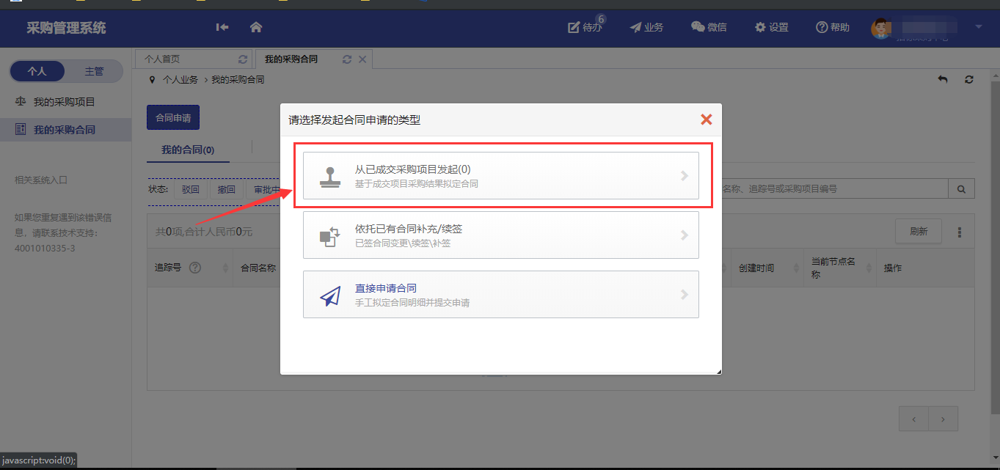 采购管理系统
6
待办
业务
微信
设置
帮助
个人
主管
我的采购项目
我的采购合同
相关系统入口
如果您重复遇到该错误信
息，请联系技术支持：
4001010335-3
个人首页
我的采购合同
个人业务 › 我的采购合同
合同申请
我的合同(0)
状态:
驳回
撤回
审批中
名称、追踪号或采购项目编号
共0项,合计人民币0元
刷新
追踪号
合同名称
创建时间
当前节点名
称
操作
请选择发起合同申请的类型
从已成交采购项目发起(0)
基于成交项目采购结果拟定合同
依托已有合同补充/续签
已签合同变更\续签\补签
直接申请合同
手工拟定合同明细并提交申请
javascript:void(0);